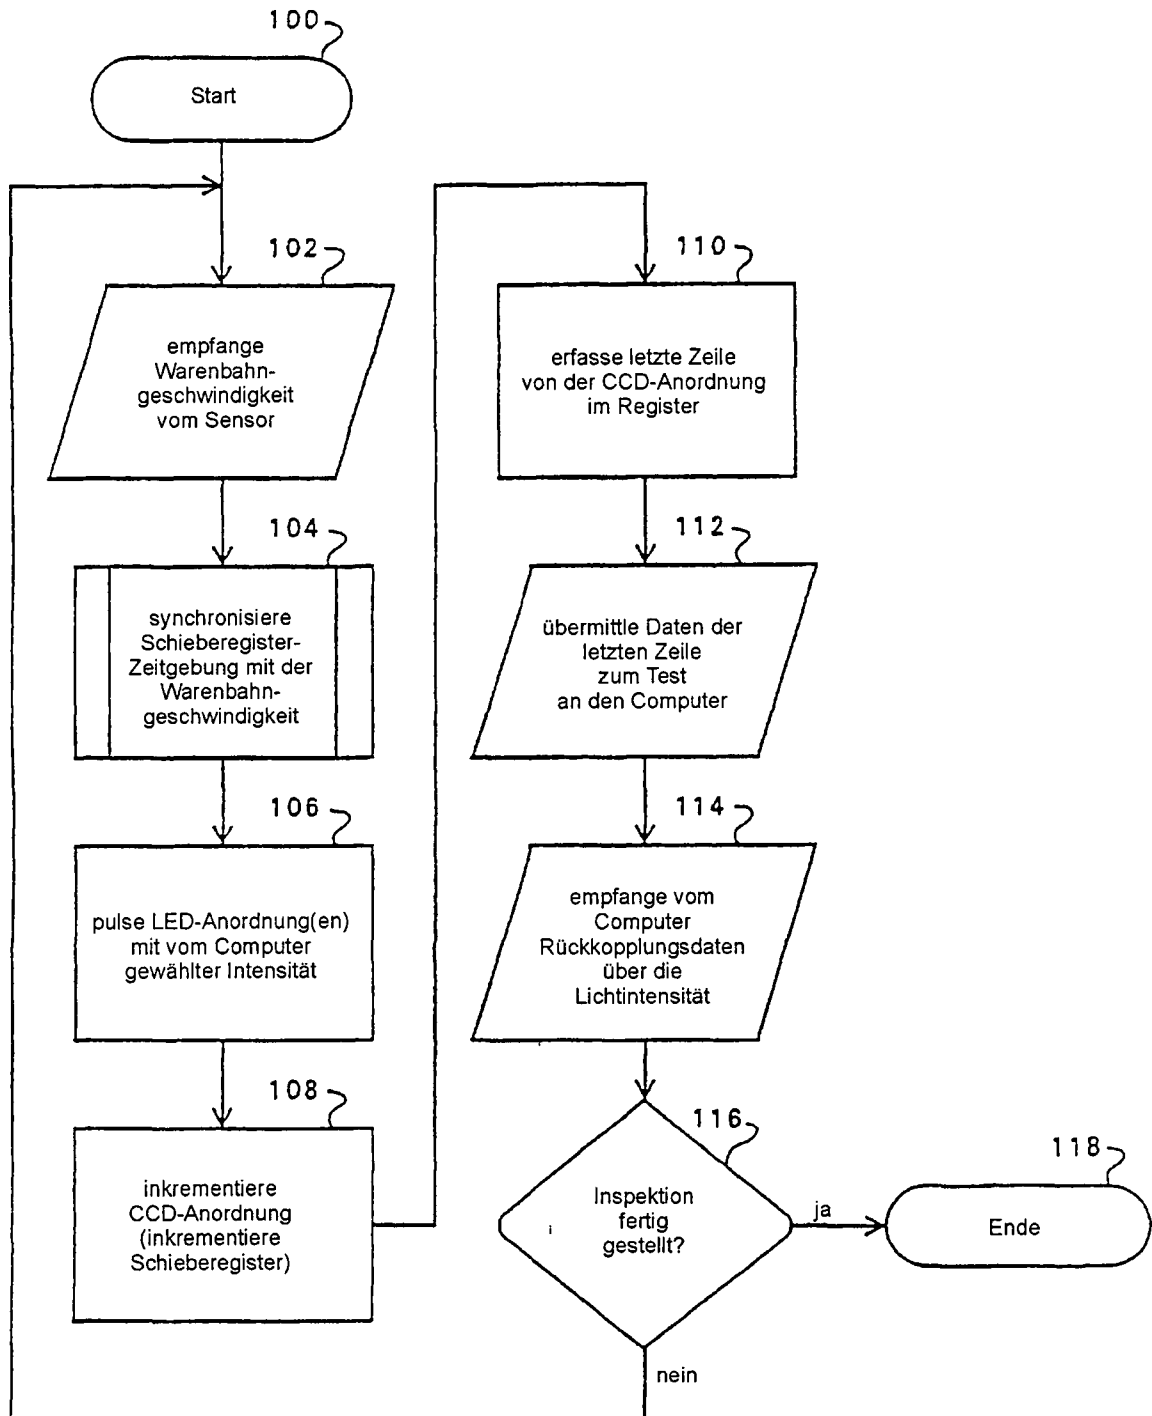 100
Start
102
empfange
Warenbahn-
geschwindigkeit
vom Sensor
104
synchronisiere
Schieberegister-
Zeitgebung mit der
Warenbahn-
geschwindigkeit
106
pulse LED-Anordnung(en)
mit vom Computer
gewählter Intensität
108
inkrementiere
CCD-Anordnung
(inkrementiere
Schieberegister)
110
erfasse letzte Zeile
von der CCD-Anordnung
im Register
112
übermittle Daten der
letzten Zeile
zum Test
an den Computer
114
empfange vom
Computer
Rückkopplungsdaten
über die
Lichtintensität
116
Inspektion
fertig
gestellt?
ja
118
Ende
nein